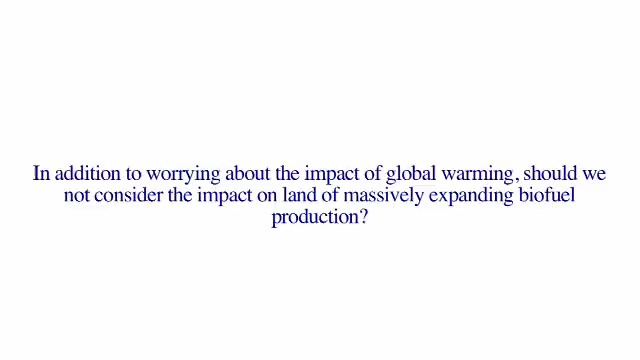 In addition to worrying about the impact of global warming, should we
not consider the impact on land of massively expanding biofuel
production?